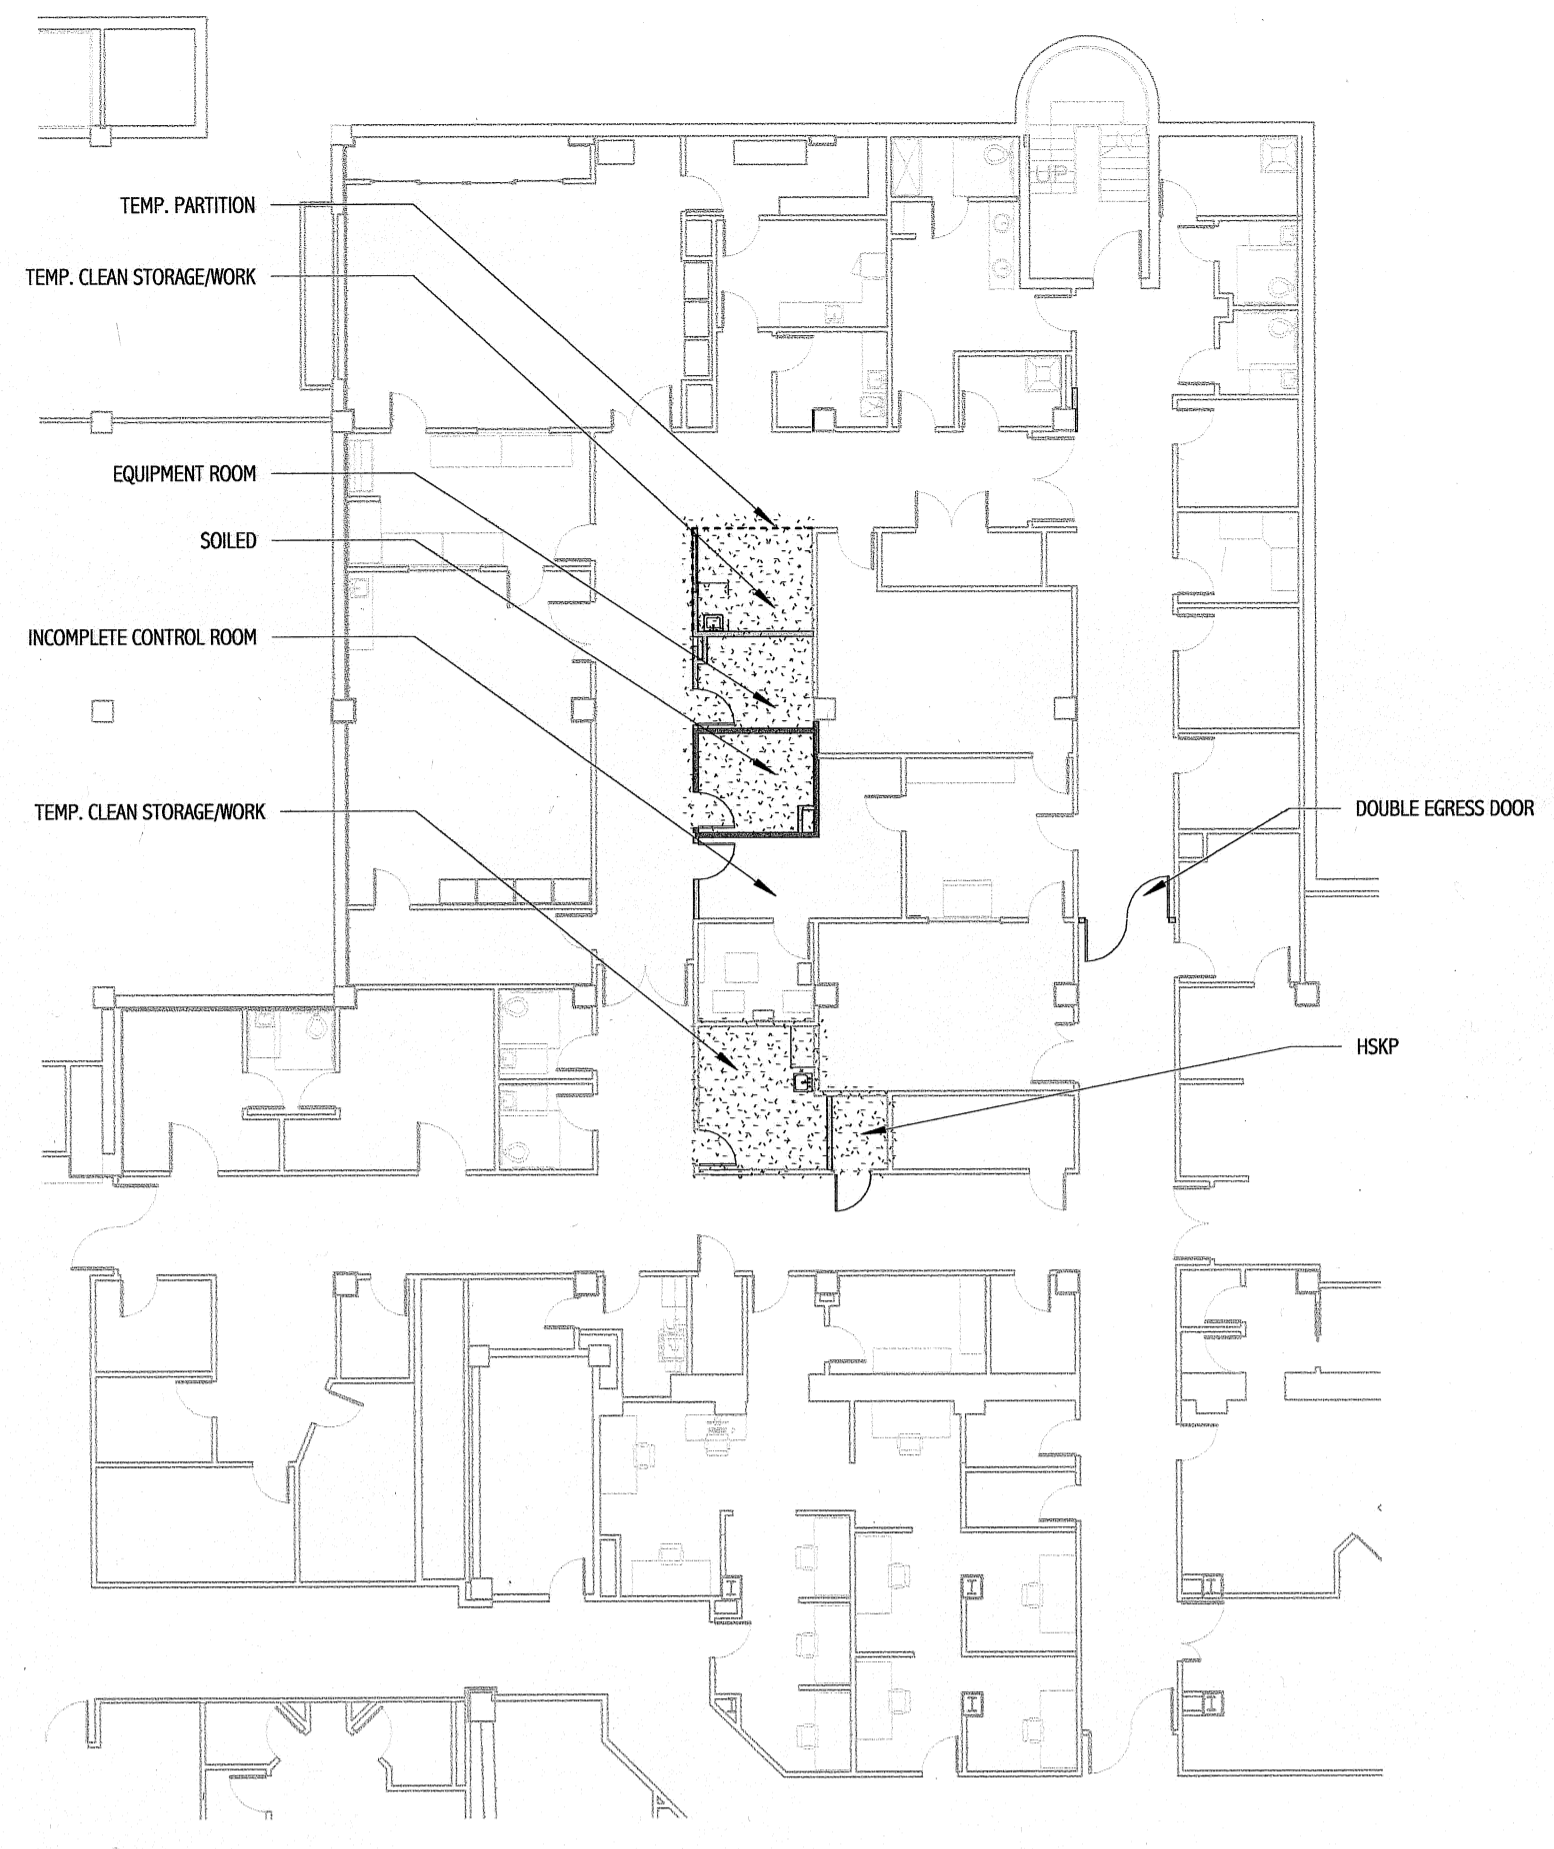 TEMP. PARTITION
TEMP. CLEAN STORAGE/WORK
EQUIPMENT ROOM
SOILED
INCOMPLETE CONTROL ROOM
TEMP. CLEAN STORAGE/WORK
DOUBLE EGRESS DOOR
HSKP